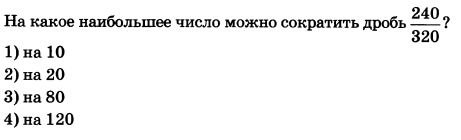 На какое наибольшее число можно сократить дробь 240/320?
1) на 10
2) на 20
3) на 80
4) на 120